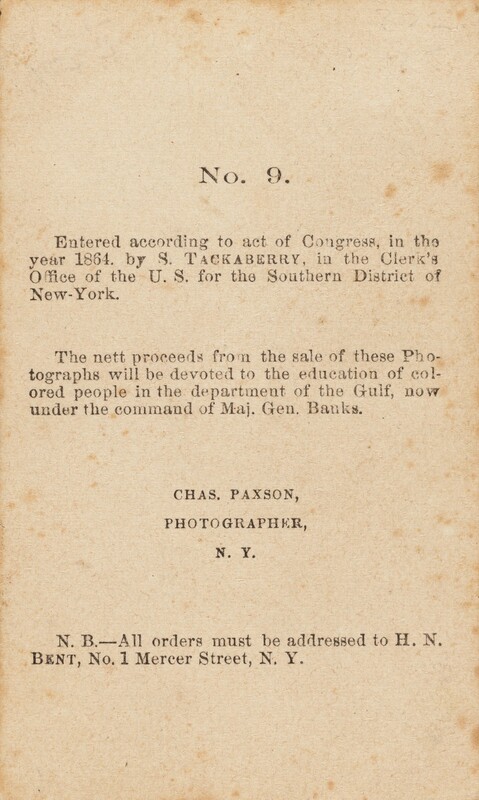 No. 9.
Entered according to act of Congress, in the
year 1864. by S. TACKABERRY, in the Clerk's
Office of the U. S. for the Southern District of
New-York.
The nett proceeds from the sale of these Pho-
tographs will be devoted to the education of col-
ored people in the department of the Gulf, now
under the command of Maj. Gen. Banks.
CHAS. PAXSON,
PHOTOGRAPHER,
N. Y.
N. B.—All orders must be addressed to H. N.
BENT, No. 1 Mercer Street, N. Y.